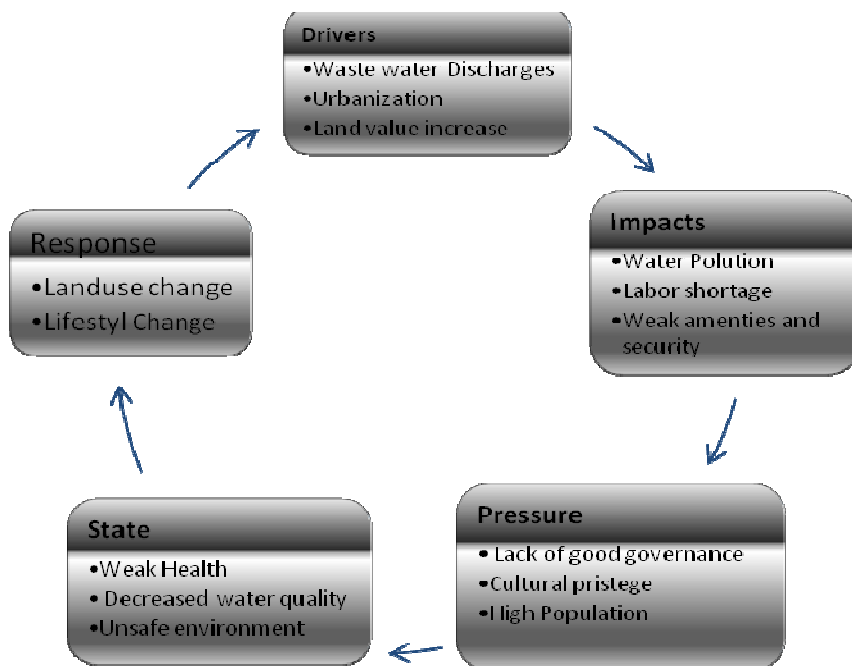 Drivers
•Waste water Discharges
•Urbanization
•Land value increase
Impacts
•Water Polution
•Labor shortage
•Weak amenties and
security
Pressure
• Lack of good governance
•Cultural pristege
•High Population
State
•Weak Health
• Decreased water quality
•Unsafe environment
Response
•Landuse change
•Lifestyl Change